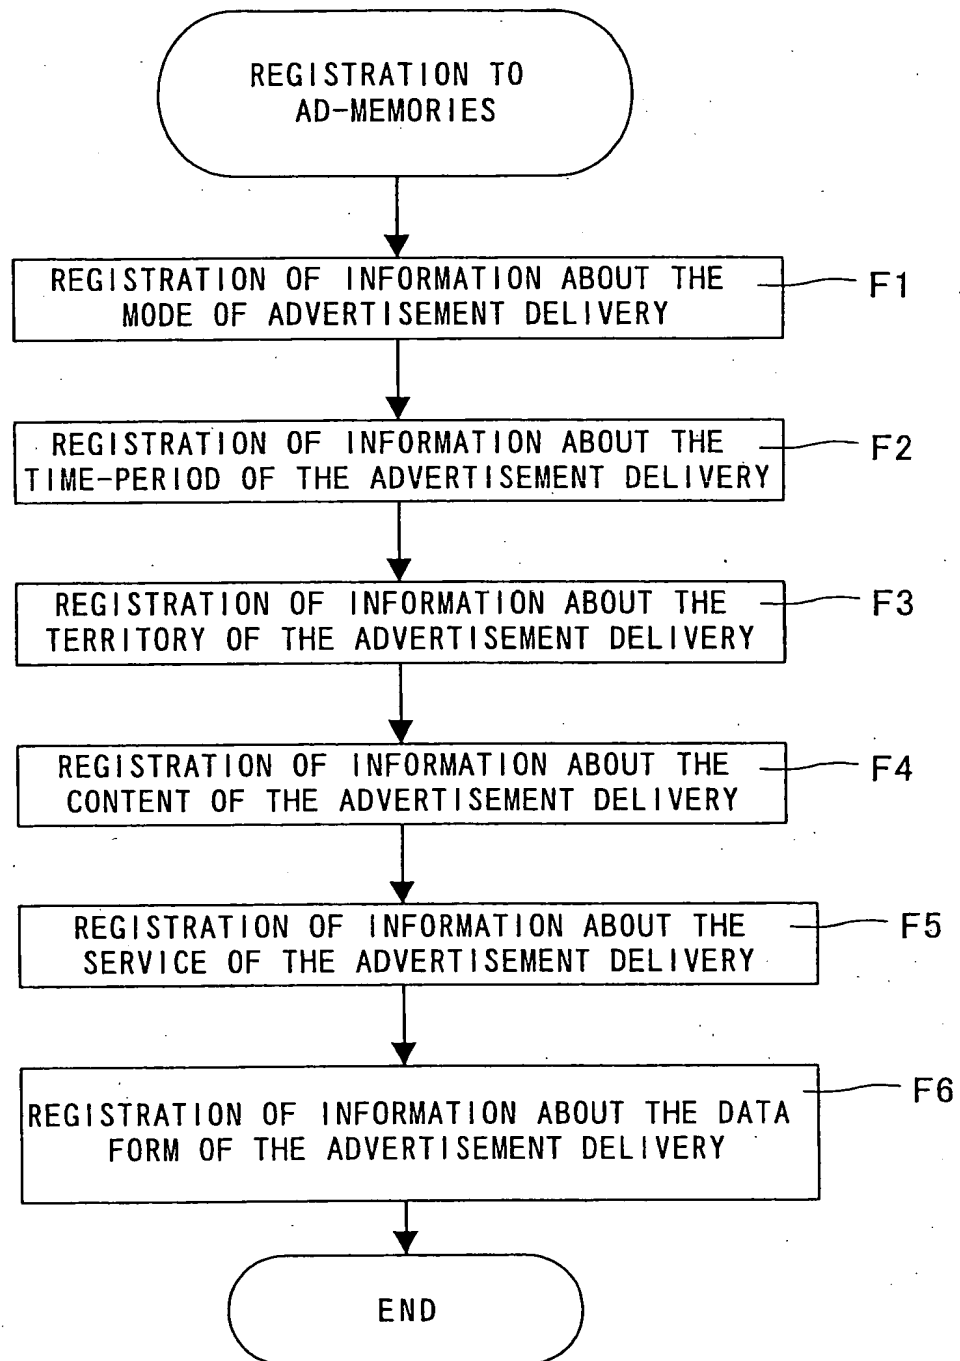 REGISTRATION TO
AD-MEMORIES
REGISTRATION OF INFORMATION ABOUT THE
MODE OF ADVERTISEMENT DELIVERY
F1
REGISTRATION OF INFORMATION ABOUT THE
TIME-PERIOD OF THE ADVERTISEMENT DELIVERY
F2
REGISTRATION OF INFORMATION ABOUT THE
TERRITORY OF THE ADVERTISEMENT DELIVERY
F3
REGISTRATION OF INFORMATION ABOUT THE
CONTENT OF THE ADVERTISEMENT DELIVERY
F4
REGISTRATION OF INFORMATION ABOUT THE
SERVICE OF THE ADVERTISEMENT DELIVERY
F5
REGISTRATION OF INFORMATION ABOUT THE DATA
FORM OF THE ADVERTISEMENT DELIVERY
F6
END